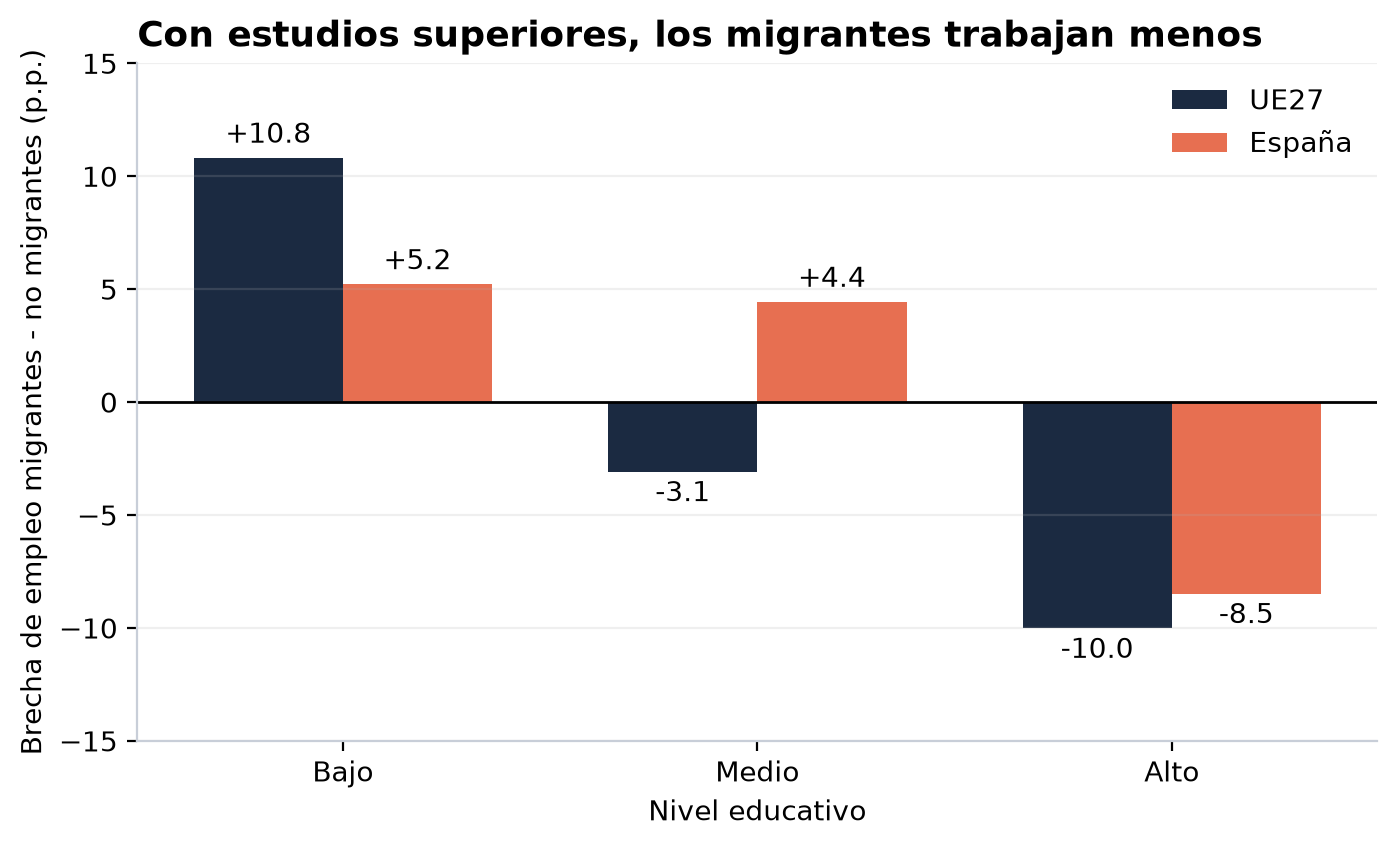 Con estudios superiores, los migrantes trabajan menos
Brecha de empleo migrantes - no migrantes (p.p.)
15
10
5
0
−5
−10
−15
UE27
España
+10.8
+5.2
-3.1
+4.4
-10.0
-8.5
Bajo
Medio
Alto
Nivel educativo